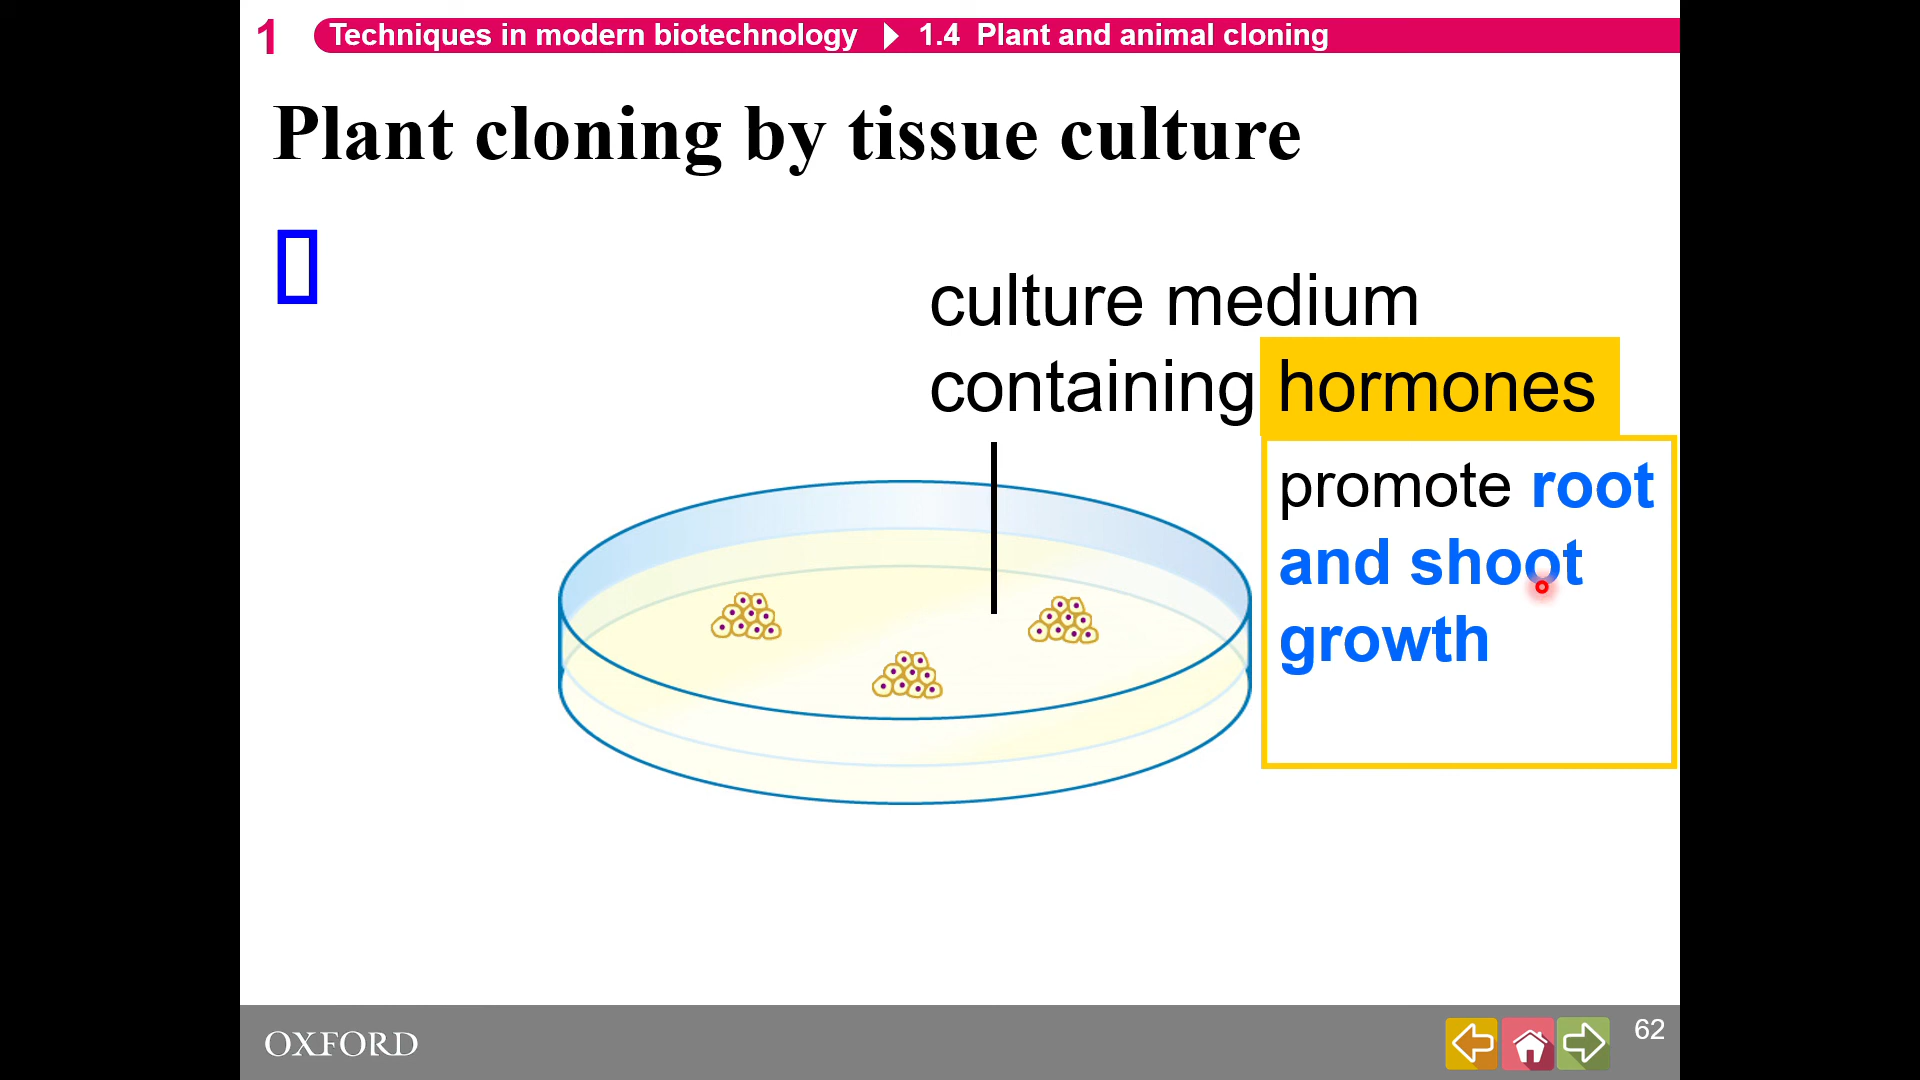 1 Techniques in modern biotechnology 1.4 Plant and animal cloning
Plant cloning by tissue culture
culture medium
containing hormones
promote root
and shoot
growth
OXFORD
62